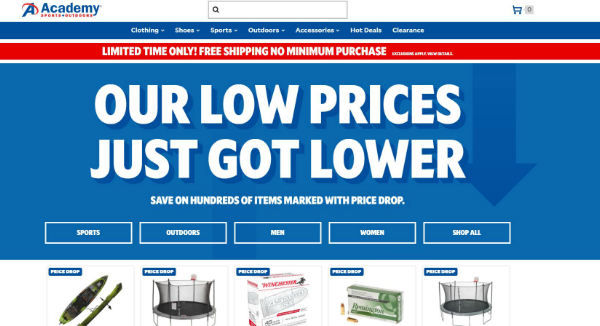 Academy
SPORTS+OUTDOORS
0
Clothing Shoes Sports Outdoors Accessories Hot Deals Clearance
LIMITED TIME ONLY! FREE SHIPPING NO MINIMUM PURCHASE EXCLUSIONS APPLY. VIEW DETAILS.
OUR LOW PRICES
JUST GOT LOWER
SAVE ON HUNDREDS OF ITEMS MARKED WITH PRICE DROP.
SPORTS OUTDOORS MEN WOMEN SHOP ALL
PRICE DROP PRICE DROP PRICE DROP PRICE DROP PRICE DROP
WINCHESTER
Remington